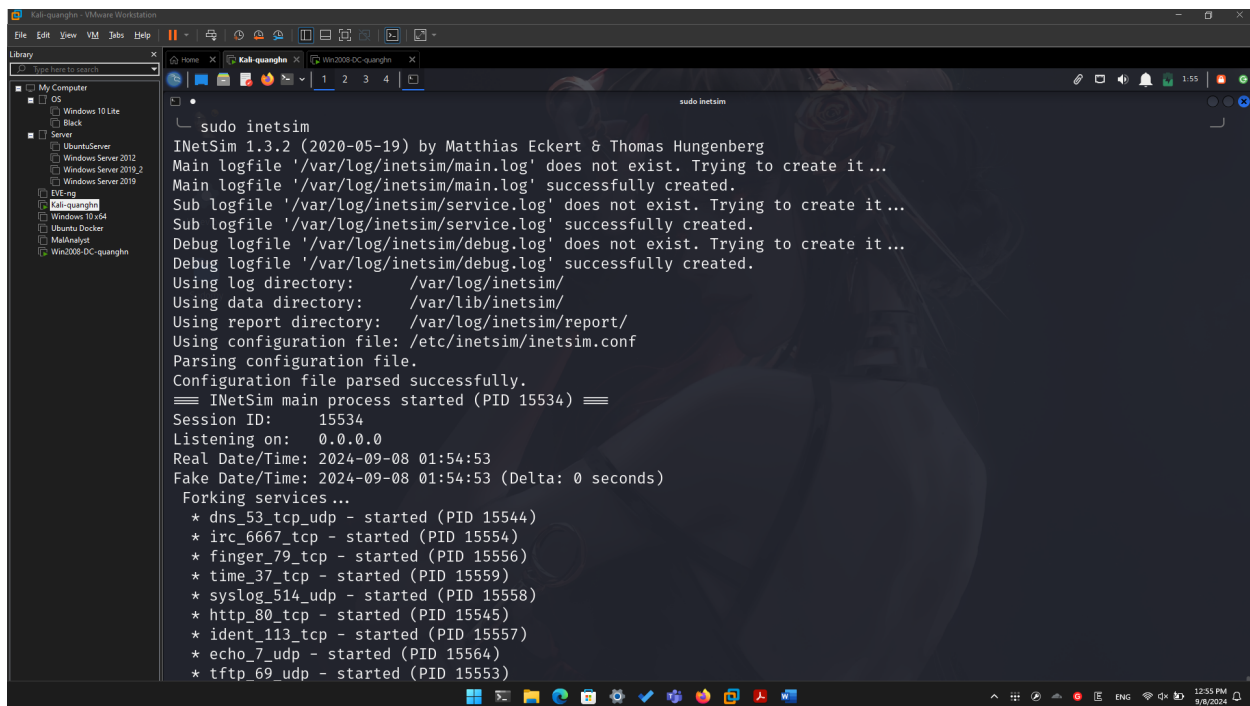 Kali-quanghn - VMware Workstation
File Edit View VM Tabs Help
Library
Type here to search
My Computer
OS
Windows 10 Lite
Black
Server
UbuntuServer
Windows Server 2012
Windows Server 2019_2
Windows Server 2019
EVE-ng
Kali-quanghn
Windows 10 x64
Ubuntu Docker
MalAnalyst
Win2008-DC-quanghn
Home Kali-quanghn Win2008-DC-quanghn
1 2 3 4
1:55
sudo inetsim
sudo inetsim
INetSim 1.3.2 (2020-05-19) by Matthias Eckert & Thomas Hungenberg
Main logfile '/var/log/inetsim/main.log' does not exist. Trying to create it...
Main logfile '/var/log/inetsim/main.log' successfully created.
Sub logfile '/var/log/inetsim/service.log' does not exist. Trying to create it...
Sub logfile '/var/log/inetsim/service.log' successfully created.
Debug logfile '/var/log/inetsim/debug.log' does not exist. Trying to create it...
Debug logfile '/var/log/inetsim/debug.log' successfully created.
Using log directory: /var/log/inetsim/
Using data directory: /var/lib/inetsim/
Using report directory: /var/log/inetsim/report/
Using configuration file: /etc/inetsim/inetsim.conf
Parsing configuration file.
Configuration file parsed successfully.
=== INetSim main process started (PID 15534) ===
Session ID: 15534
Listening on: 0.0.0.0
Real Date/Time: 2024-09-08 01:54:53
Fake Date/Time: 2024-09-08 01:54:53 (Delta: 0 seconds)
Forking services...
* dns_53_tcp_udp - started (PID 15544)
* irc_6667_tcp - started (PID 15554)
* finger_79_tcp - started (PID 15556)
* time_37_tcp - started (PID 15559)
* syslog_514_udp - started (PID 15558)
* http_80_tcp - started (PID 15545)
* ident_113_tcp - started (PID 15557)
* echo_7_udp - started (PID 15564)
* tftp_69_udp - started (PID 15553)
ENG
12:55 PM
9/8/2024